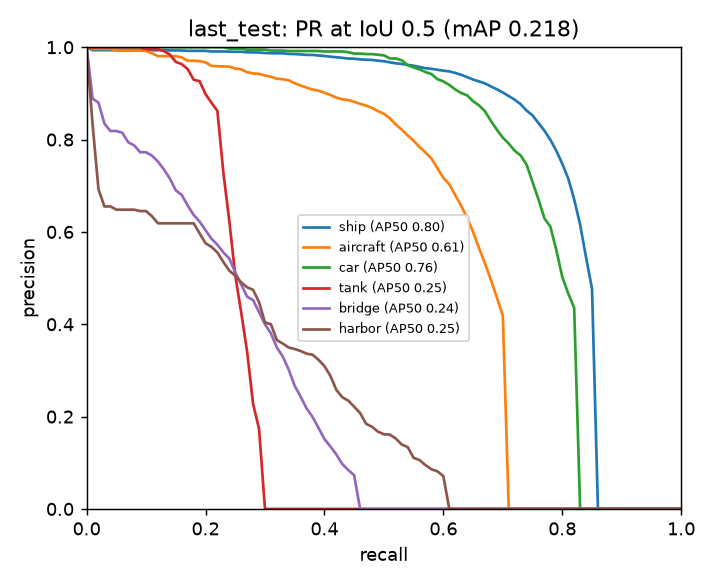 last_test: PR at IoU 0.5 (mAP 0.218)
1.0
0.8
0.6
0.4
0.2
0.0
precision
ship (AP50 0.80)
aircraft (AP50 0.61)
car (AP50 0.76)
tank (AP50 0.25)
bridge (AP50 0.24)
harbor (AP50 0.25)
0.0 0.2 0.4 0.6 0.8 1.0
recall